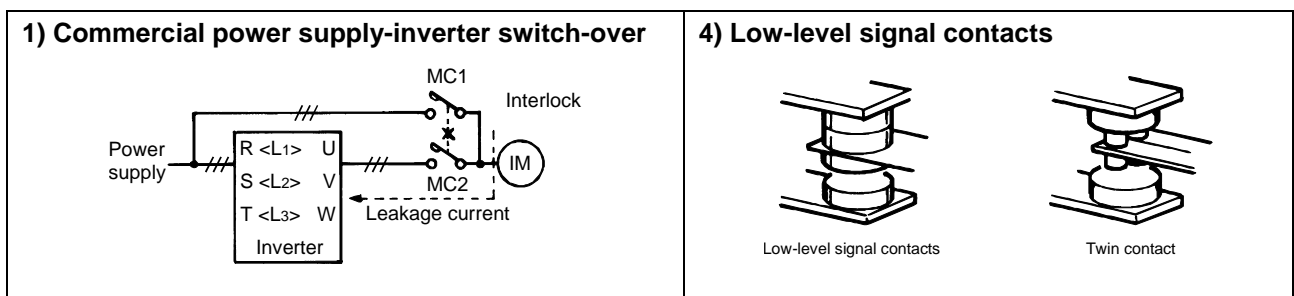 1) Commercial power supply-inverter switch-over
MC1
Interlock
Power
supply
R <L1> U
S <L2> V
T <L3> W
Inverter
IM
MC2
Leakage current
4) Low-level signal contacts
Low-level signal contacts
Twin contact